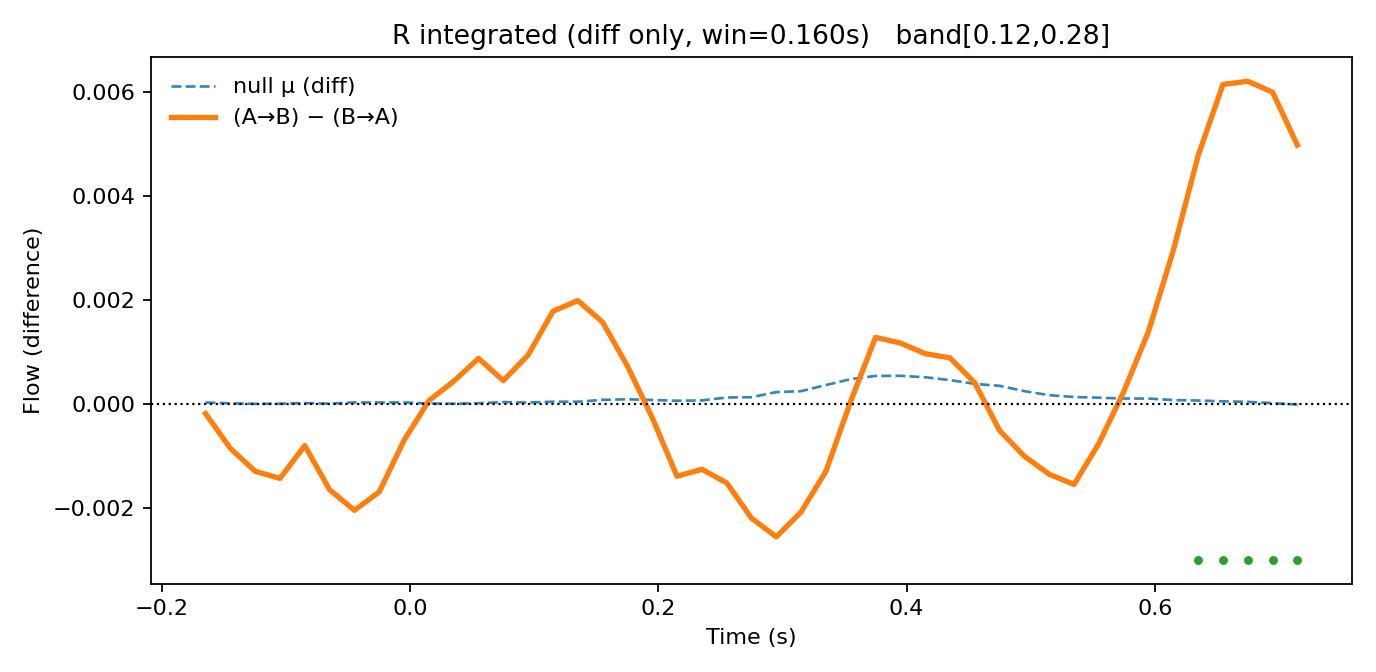 R integrated (diff only, win=0.160s)   band[0.12,0.28]
null μ (diff)
(A→B) − (B→A)
Flow (difference)
0.006
0.004
0.002
0.000
−0.002
−0.2
0.0
0.2
0.4
0.6
Time (s)